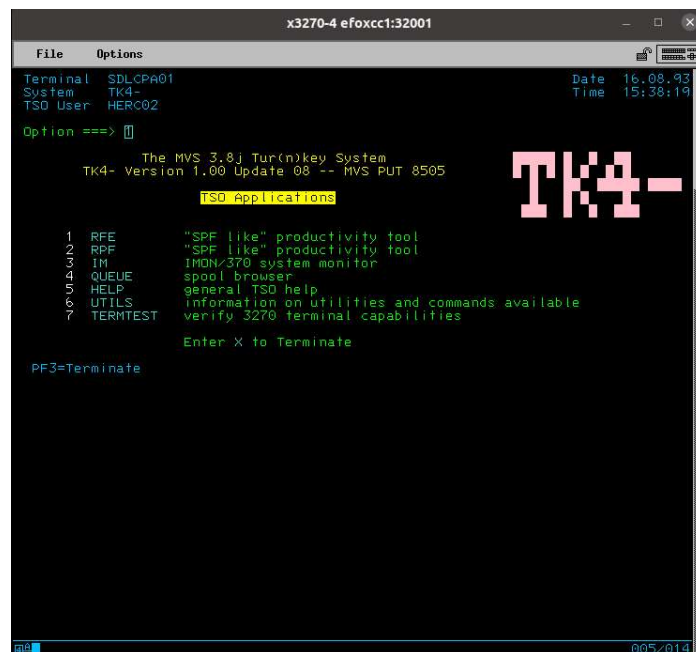 x3270-4 efoxcc1:32001
File Options
Terminal SDLCPA01 Date 16.08.93
System TK4- Time 15:38:19
TSO User HERC02
Option ===> 1
The MVS 3.8j Tur(n)key System
TK4- Version 1.00 Update 08 -- MVS PUT 8505
TK4-
TSO Applications
1 RFE "SPF like" productivity tool
2 RPF "SPF like" productivity tool
3 IM IMON/370 system monitor
4 QUEUE spool browser
5 HELP general TSO help
6 UTILS information on utilities and commands available
7 TERMTEST verify 3270 terminal capabilities
Enter X to Terminate
PF3=Terminate
4A 005/014